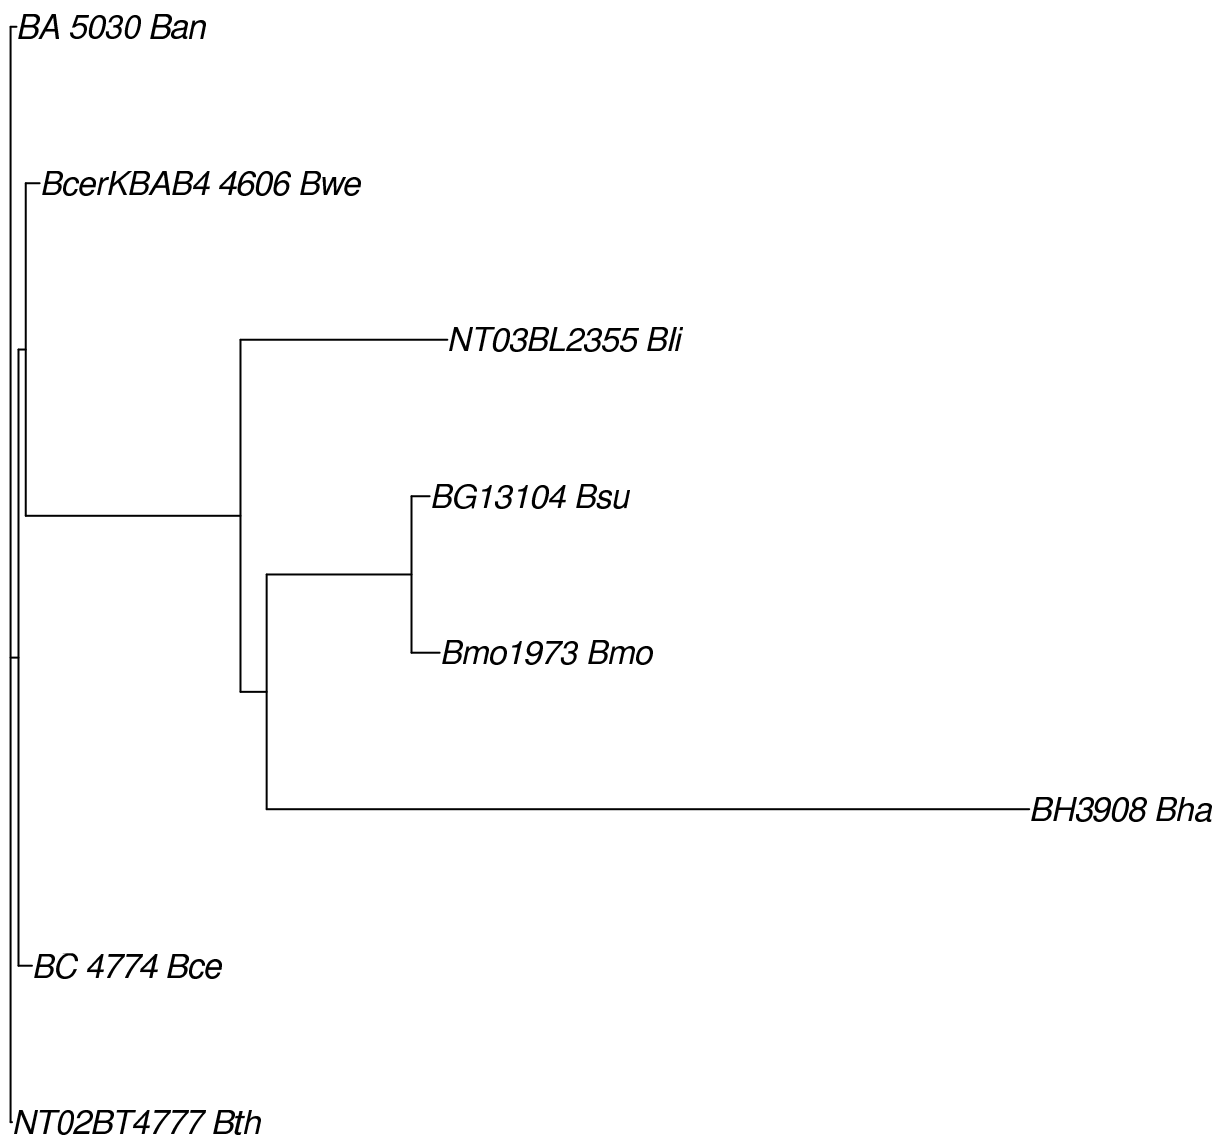 BA 5030 Ban
BcerKBAB4 4606 Bwe
NT03BL2355 Bli
BG13104 Bsu
Bmo1973 Bmo
BH3908 Bha
BC 4774 Bce
NT02BT4777 Bth